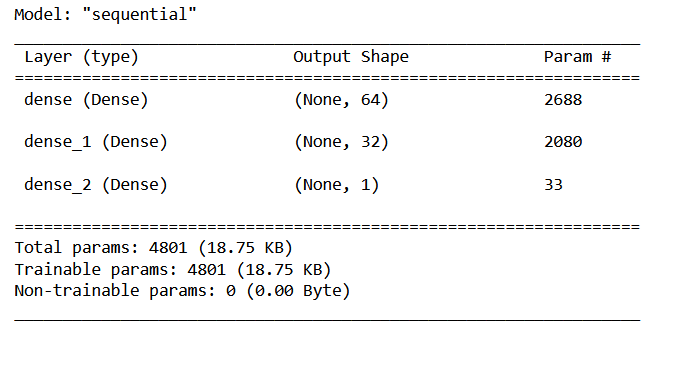 Model: "sequential"
Layer (type) Output Shape Param #
dense (Dense) (None, 64) 2688
dense_1 (Dense) (None, 32) 2080
dense_2 (Dense) (None, 1) 33
Total params: 4801 (18.75 KB)
Trainable params: 4801 (18.75 KB)
Non-trainable params: 0 (0.00 Byte)